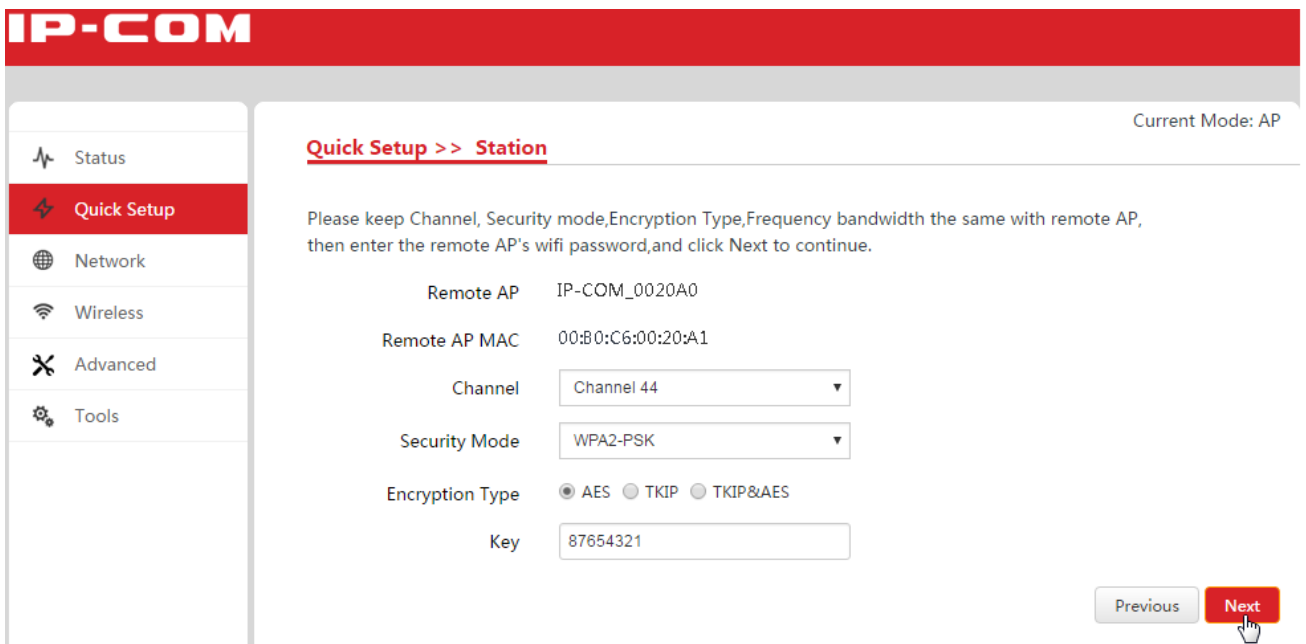 IP-COM
Current Mode: AP
Status
Quick Setup
Network
Wireless
Advanced
Tools
Quick Setup >> Station
Please keep Channel, Security mode,Encryption Type,Frequency bandwidth the same with remote AP,
then enter the remote AP's wifi password,and click Next to continue.
Remote AP IP-COM_0020A0
Remote AP MAC 00:B0:C6:00:20:A1
Channel Channel 44
Security Mode WPA2-PSK
Encryption Type AES TKIP TKIP&AES
Key 87654321
Previous Next